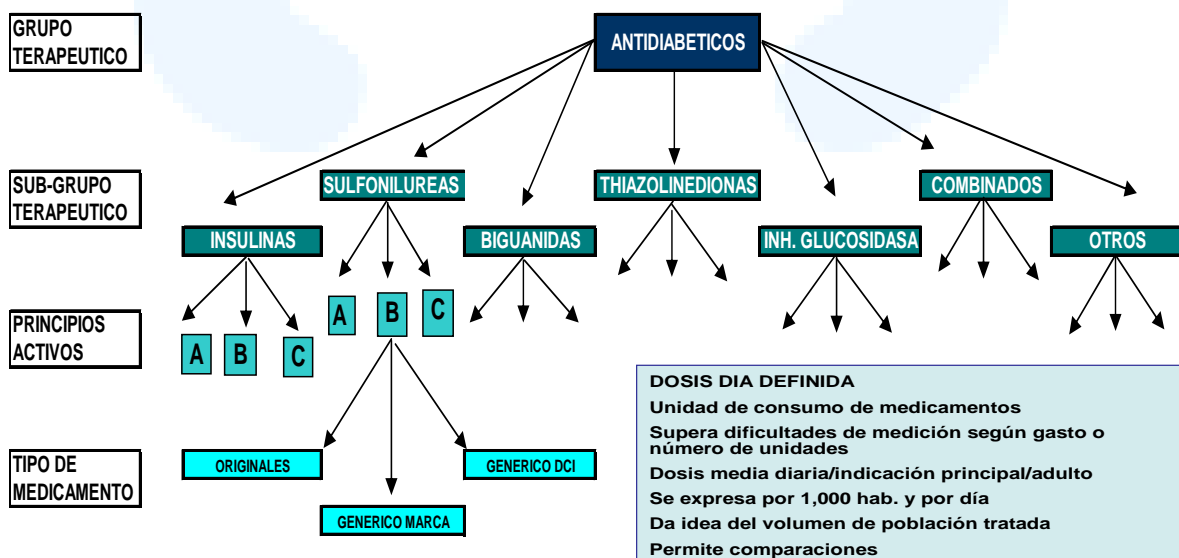 GRUPO
TERAPEUTICO
ANTIDIABETICOS
SUB-GRUPO
TERAPEUTICO
SULFONILUREAS
THIAZOLINEDIONAS
COMBINADOS
INSULINAS
BIGUANIDAS
INH. GLUCOSIDASA
OTROS
PRINCIPIOS
ACTIVOS
A
B
C
A
B
C
TIPO DE
MEDICAMENTO
ORIGINALES
GENERICO DCI
GENERICO MARCA
DOSIS DIA DEFINIDA
Unidad de consumo de medicamentos
Supera dificultades de medición según gasto o
número de unidades
Dosis media diaria/indicación principal/adulto
Se expresa por 1,000 hab. y por día
Da idea del volumen de población tratada
Permite comparaciones